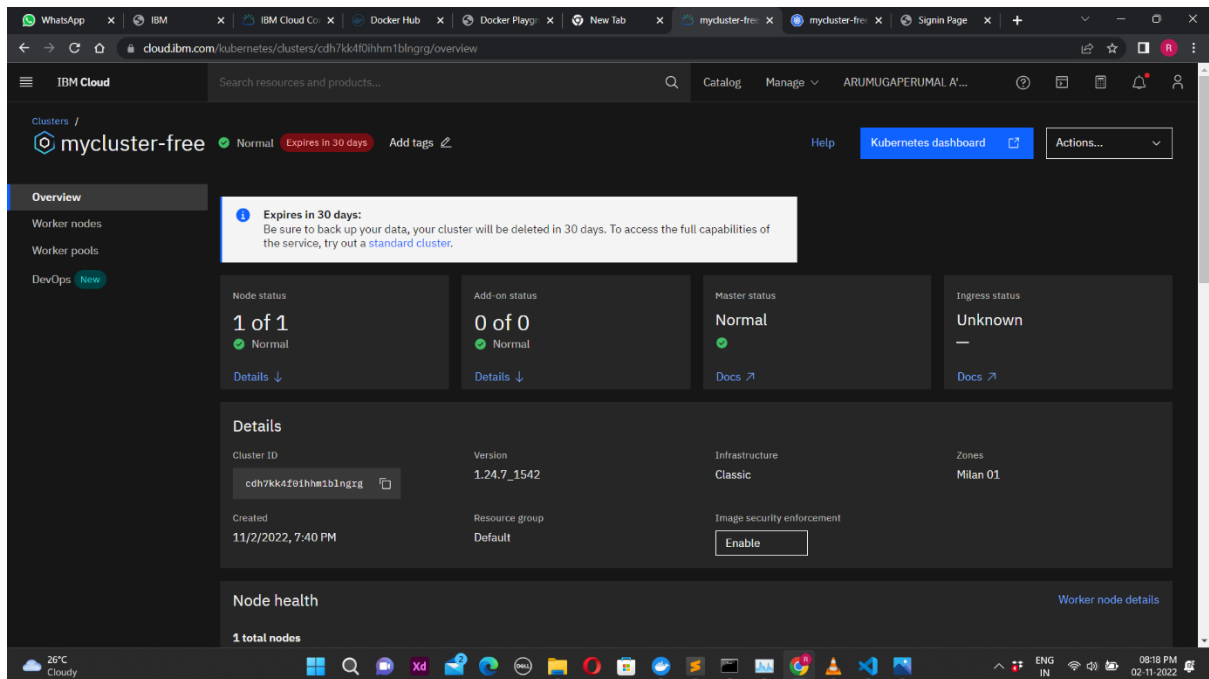 WhatsApp
IBM
IBM Cloud Co
Docker Hub
Docker Playgr
New Tab
mycluster-free
mycluster-free
Signin Page
cloud.ibm.com/kubernetes/clusters/cdh7kk4f0ihhm1blngrg/overview
R
IBM Cloud
Search resources and products...
Catalog
Manage
ARUMUGAPERUMAL A'...
Clusters /
mycluster-free
Normal
Expires in 30 days
Add tags
Help
Kubernetes dashboard
Actions...
Overview
Worker nodes
Worker pools
DevOps New
Expires in 30 days:
Be sure to back up your data, your cluster will be deleted in 30 days. To access the full capabilities of
the service, try out a standard cluster.
Node status
1 of 1
Normal
Details ↓
Add-on status
0 of 0
Normal
Details ↓
Master status
Normal
Docs ↗
Ingress status
Unknown
—
Docs ↗
Details
Cluster ID
cdh7kk4f0ihhm1blngrg
Version
1.24.7_1542
Infrastructure
Classic
Zones
Milan 01
Created
11/2/2022, 7:40 PM
Resource group
Default
Image security enforcement
Enable
Node health
Worker node details
1 total nodes
26°C
Cloudy
Xd
DELL
ENG
IN
08:18 PM
02-11-2022